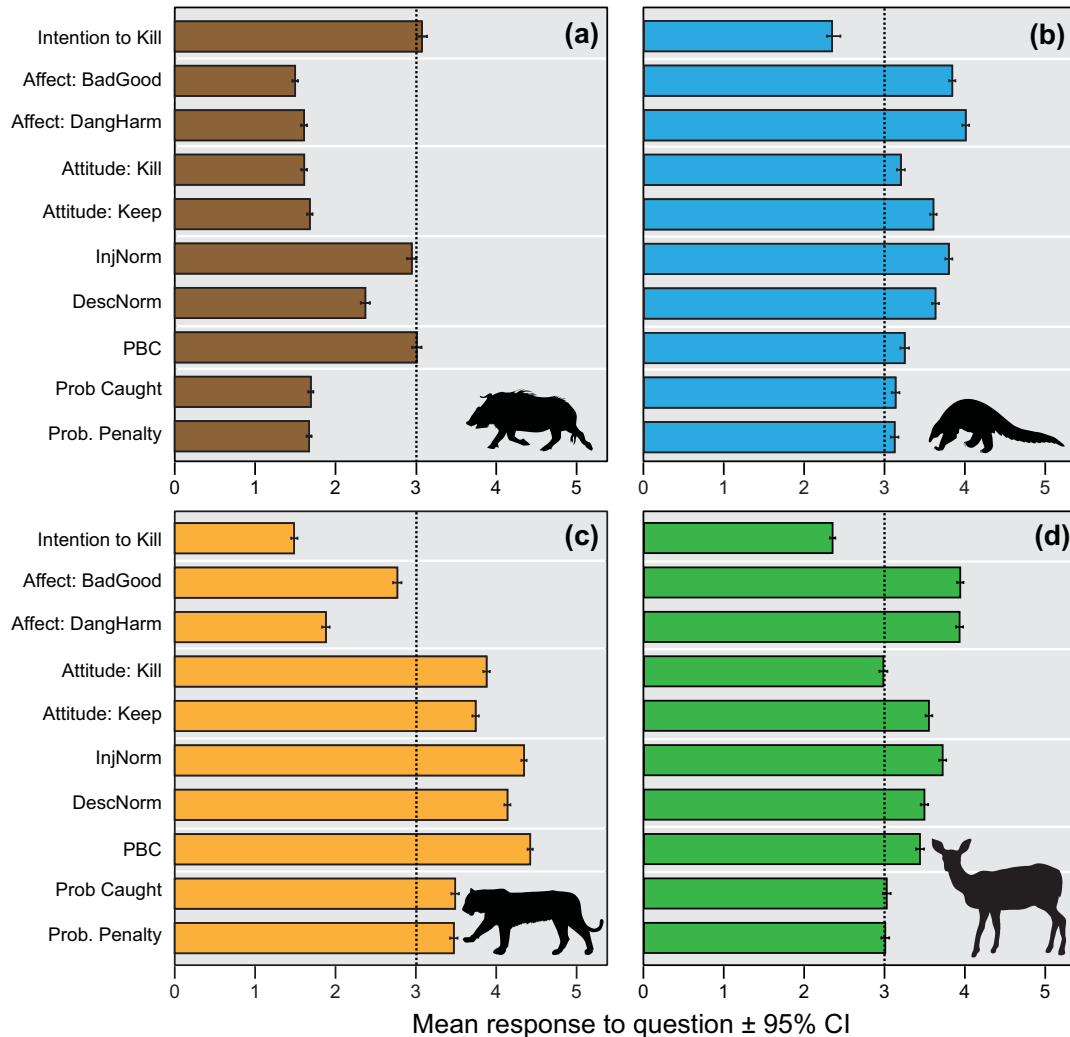 (a)
(b)
Intention to Kill
Affect: BadGood
Affect: DangHarm
Attitude: Kill
Attitude: Keep
InjNorm
DescNorm
PBC
Prob Caught
Prob. Penalty
0 1 2 3 4 5
0 1 2 3 4 5
(c)
(d)
Intention to Kill
Affect: BadGood
Affect: DangHarm
Attitude: Kill
Attitude: Keep
InjNorm
DescNorm
PBC
Prob Caught
Prob. Penalty
0 1 2 3 4 5
0 1 2 3 4 5
Mean response to question ± 95% CI